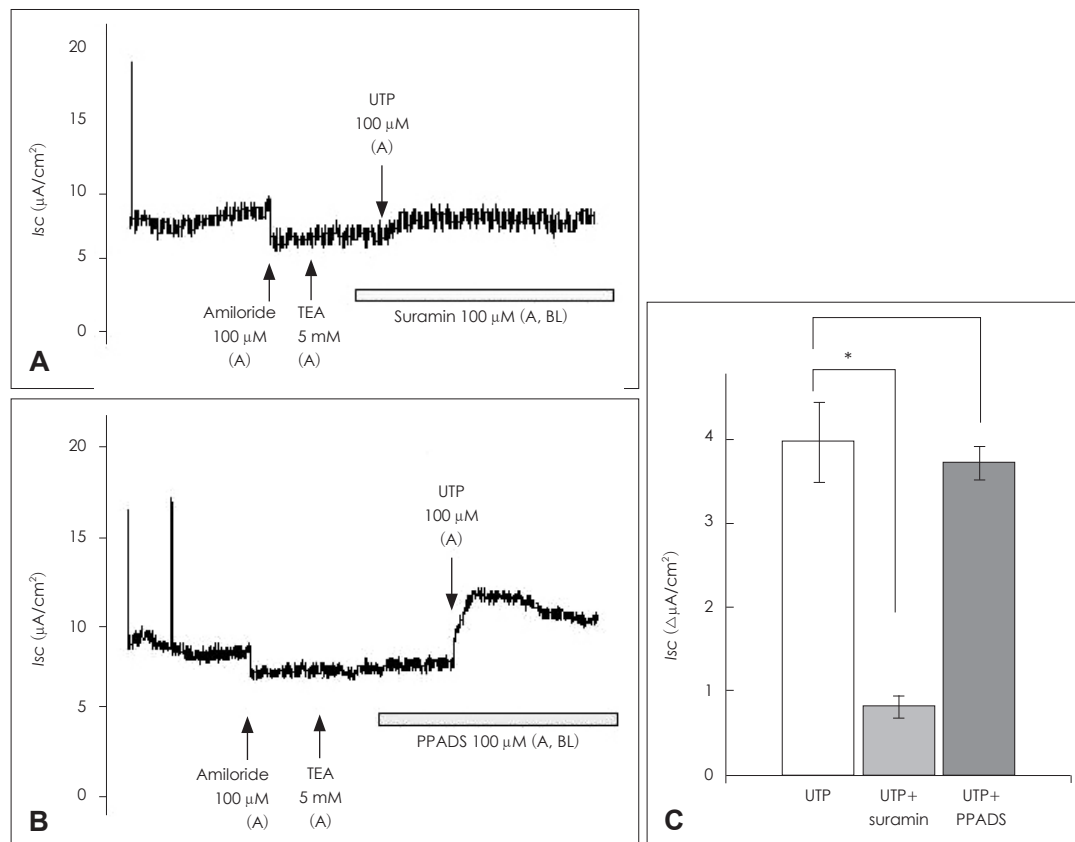 20
15
10
5
0
Isc (μA/cm²)
UTP
100 μM
(A)
Amiloride
100 μM
(A)
TEA
5 mM
(A)
Suramin 100 μM (A, BL)
A
20
15
10
5
0
Isc (μA/cm²)
UTP
100 μM
(A)
Amiloride
100 μM
(A)
TEA
5 mM
(A)
PPADS 100 μM (A, BL)
B
*
4
3
2
1
0
Isc (△μA/cm²)
UTP
UTP+
suramin
UTP+
PPADS
C